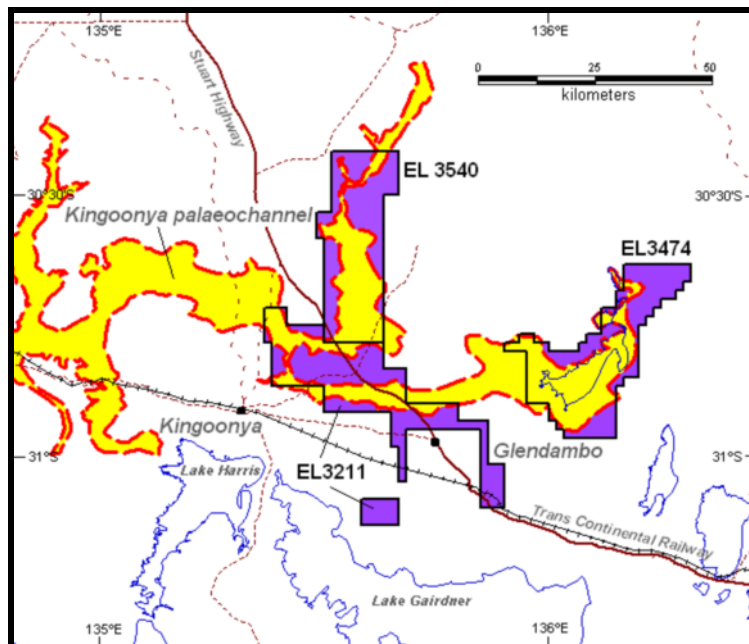 135°E
136°E
Stuart Highway
0
25
50
kilometers
EL 3540
30°30'S
30°30'S
Kingoonya palaeochannel
EL3474
Kingoonya
Glendambo
31°S
31°S
Lake Harris
EL3211
Trans Continental Railway
Lake Gairdner
135°E
136°E